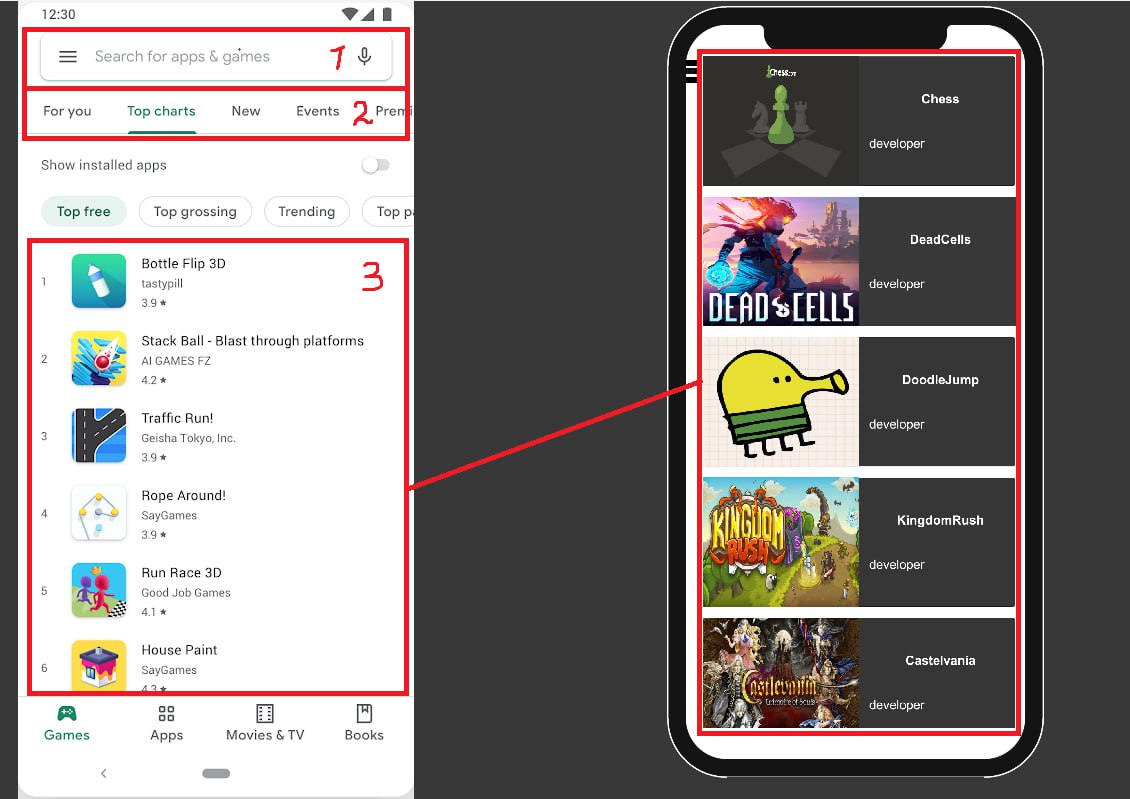 12:30
Search for apps & games
1
For you Top charts New Events 2 Premi
Show installed apps
Top free Top grossing Trending Top pa
3
1 Bottle Flip 3D
tastypill
3.9 ★
2 Stack Ball - Blast through platforms
AI GAMES FZ
4.2 ★
3 Traffic Run!
Geisha Tokyo, Inc.
3.9 ★
4 Rope Around!
SayGames
3.9 ★
5 Run Race 3D
Good Job Games
4.1 ★
6 House Paint
SayGames
4.3 ★
Games Apps Movies & TV Books
Chess
developer
DEAD CELLS
DeadCells
developer
DoodleJump
developer
KINGDOM
RUSH
KingdomRush
developer
Castlevania
Grimoire of Souls
Castelvania
developer